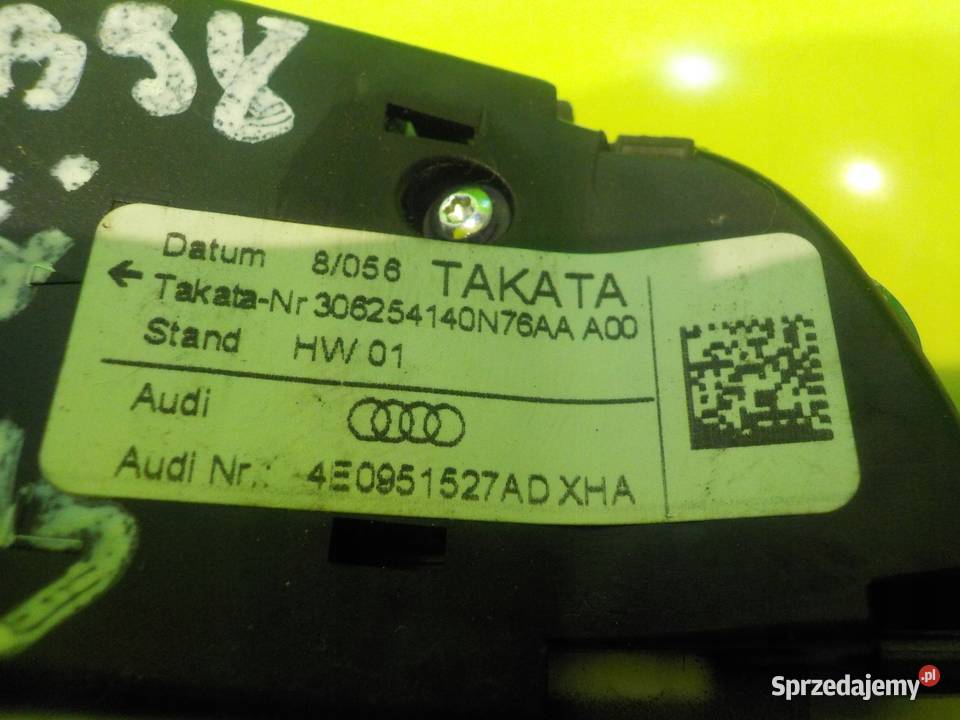 Datum 8/056 TAKATA
← Takata-Nr 306254140N76AA A00
Stand HW 01
Audi
Audi Nr.: 4E0951527AD XHA
Sprzedajemy.pl